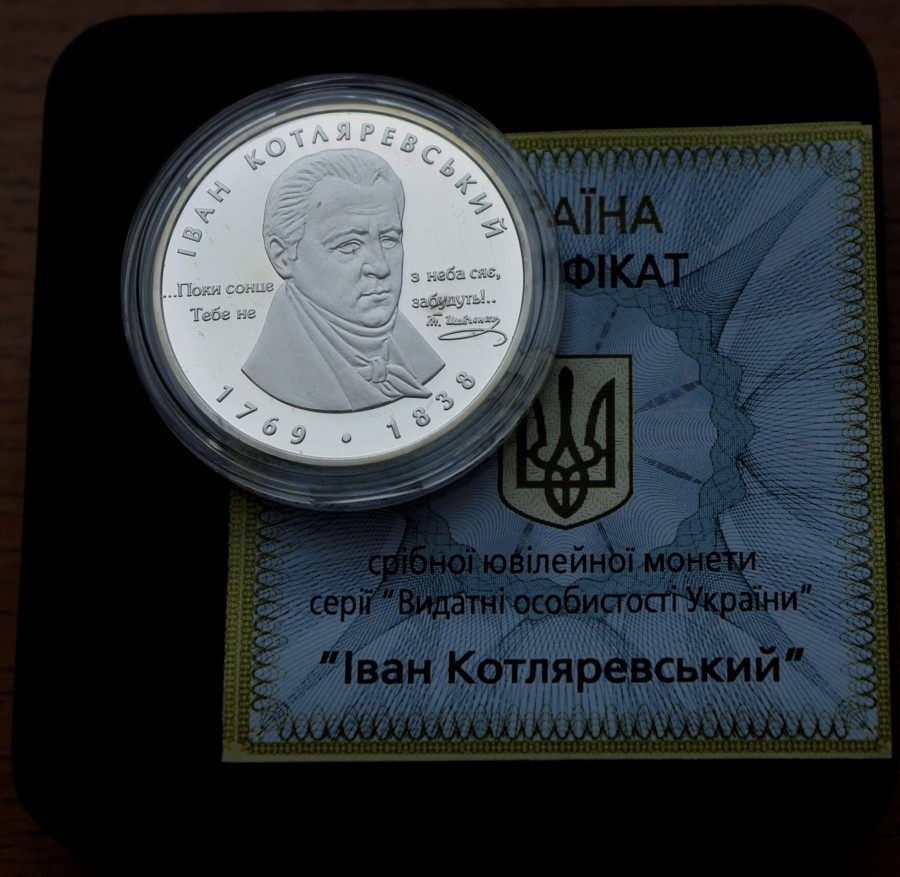 ІВАН КОТЛЯРЕВСЬКИЙ
...Поки сонце з неба сяє,
Тебе не забудуть!..
Т. Шевченко
1769 • 1838
АЇНА
ФІКАТ
срібної ювілейної монети
серії "Видатні особистості України"
"Іван Котляревський"